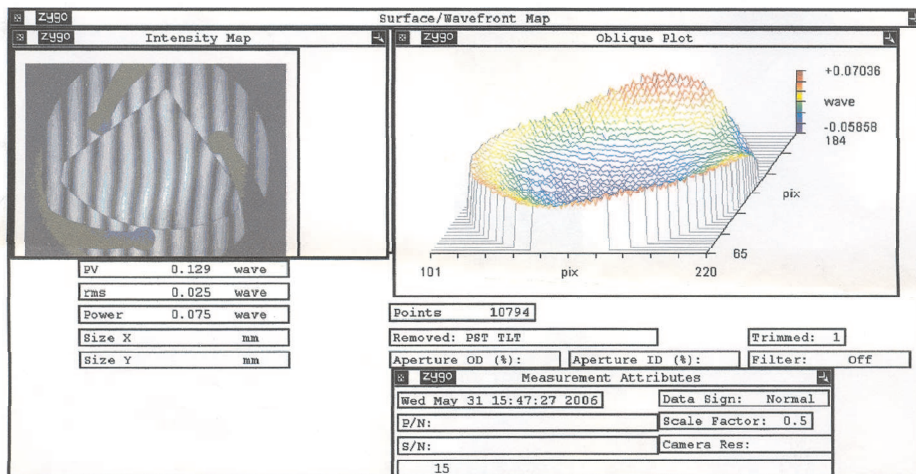 zygo Surface/Wavefront Map
zygo Intensity Map
zygo Oblique Plot
+0.07036
wave
-0.05858
184
pix
65
101 pix 220
PV 0.129 wave
rms 0.025 wave
Power 0.075 wave
Size X mm
Size Y mm
Points 10794
Removed: PST TLT
Trimmed: 1
Aperture OD (%):
Aperture ID (%):
Filter: Off
zygo Measurement Attributes
Wed May 31 15:47:27 2006
Data Sign: Normal
P/N:
Scale Factor: 0.5
S/N:
Camera Res:
15